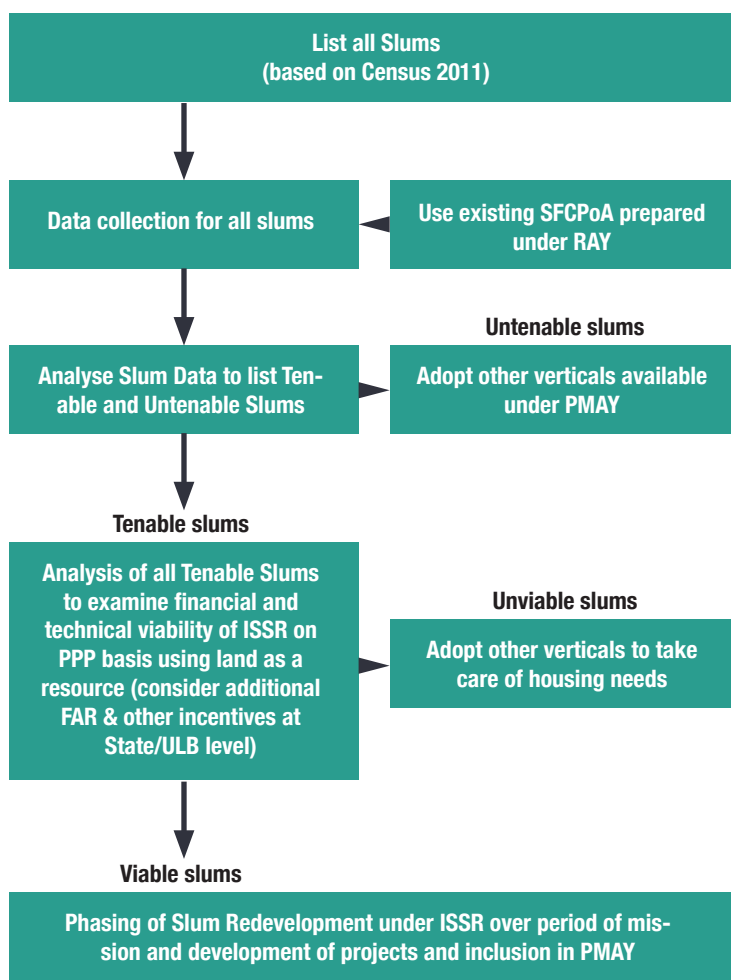 List all Slums
(based on Census 2011)
Data collection for all slums
Use existing SFCPoA prepared
under RAY
Untenable slums
Analyse Slum Data to list Ten-
able and Untenable Slums
Adopt other verticals available
under PMAY
Tenable slums
Analysis of all Tenable Slums
to examine financial and
technical viability of ISSR on
PPP basis using land as a
resource (consider additional
FAR & other incentives at
State/ULB level)
Unviable slums
Adopt other verticals to take
care of housing needs
Viable slums
Phasing of Slum Redevelopment under ISSR over period of mis-
sion and development of projects and inclusion in PMAY